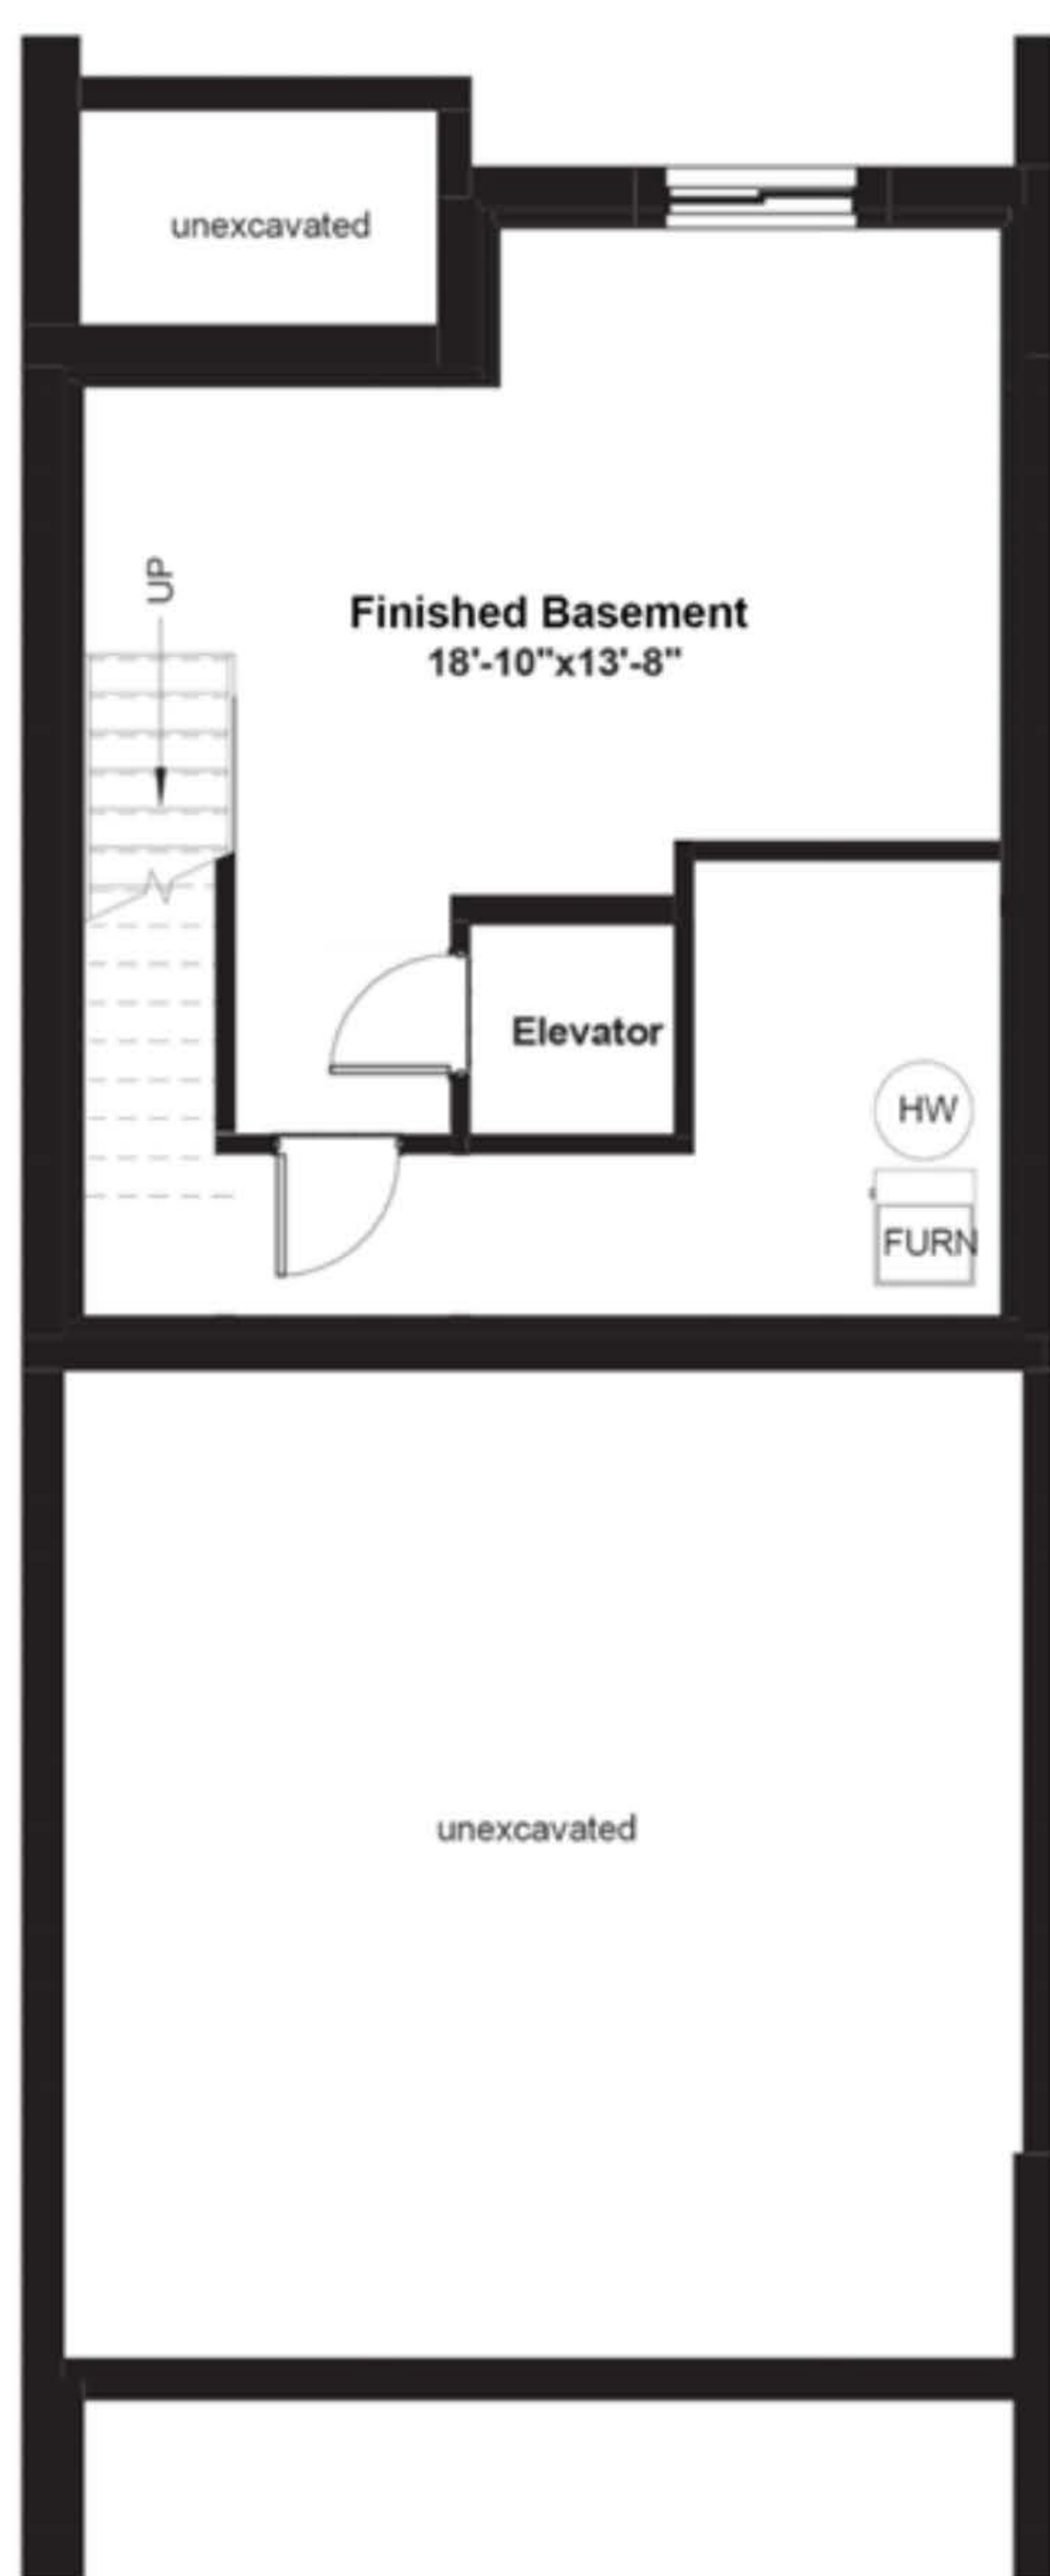 unexcavated
UP
Finished Basement
18'-10"x13'-8"
Elevator
HW
FURN
unexcavated